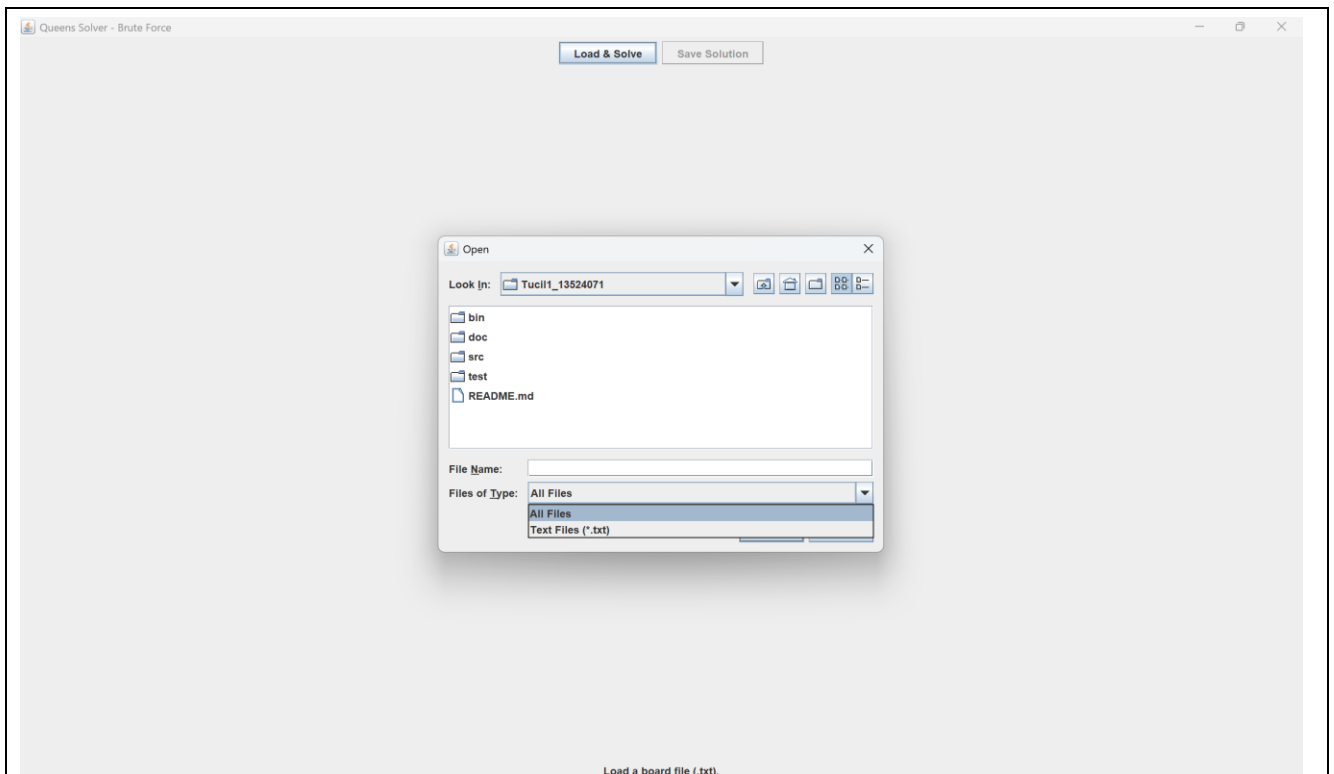 Queens Solver - Brute Force
Load & Solve Save Solution
Open
Look In: Tucil1_13524071
bin
doc
src
test
README.md
File Name:
Files of Type: All Files
All Files
Text Files (*.txt)
Load a board file (.txt).